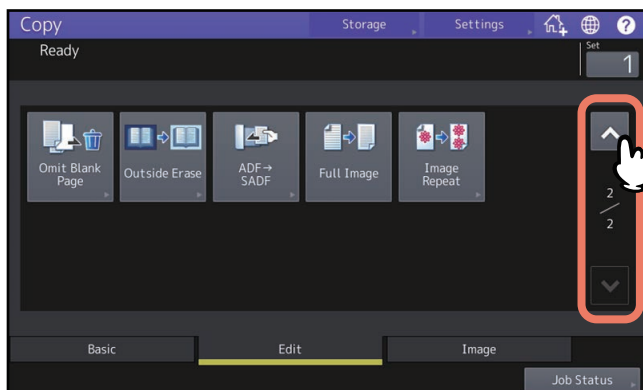 Copy
Storage
Settings
?
Ready
Set
1
Omit Blank
Page
Outside Erase
ADF→
SADF
Full Image
Image
Repeat
2
2
Basic
Edit
Image
Job Status